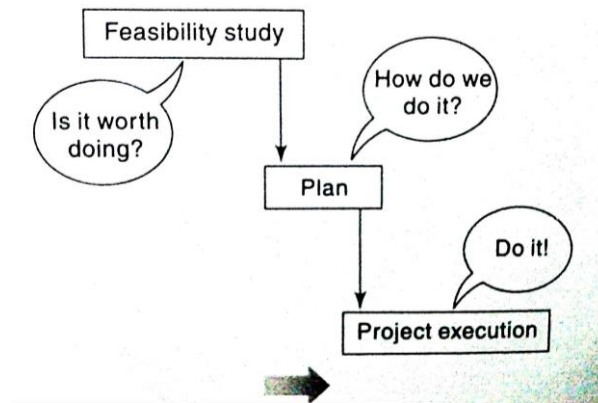 Feasibility study
Is it worth
doing?
How do we
do it?
Plan
Do it!
Project execution